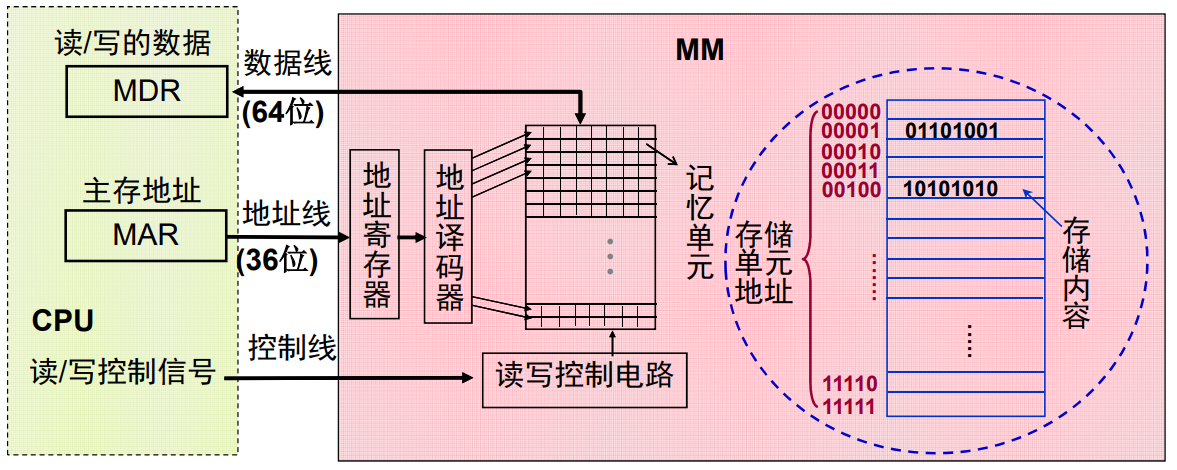 读/写的数据
MDR
数据线
(64位)
主存地址
MAR
地址线
(36位)
CPU
读/写控制信号
控制线
MM
地址寄存器
地址译码器
记忆单元
读写控制电路
存储
单元
地址
00000
00001
00010
00011
00100
……
11110
11111
01101001
10101010
存储内容